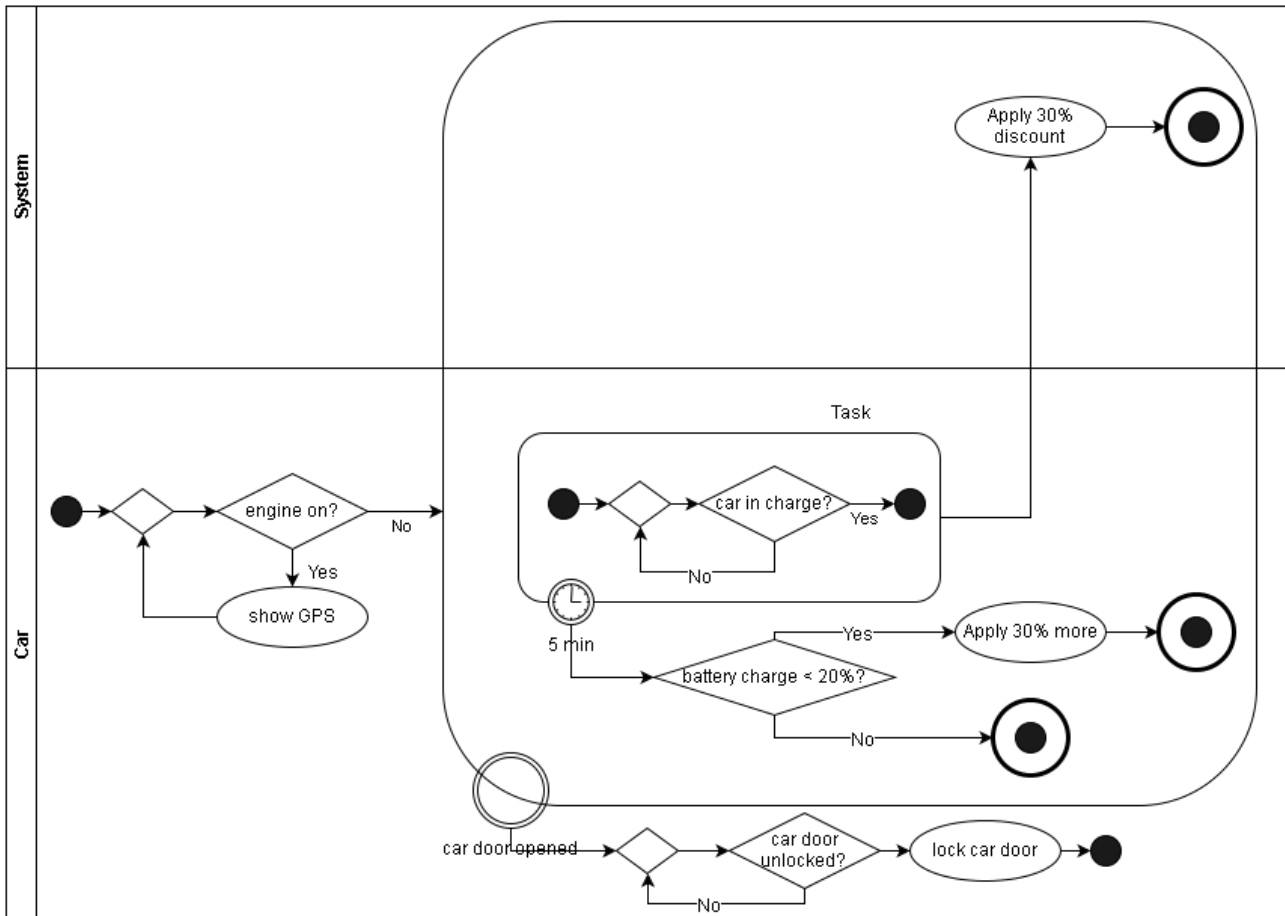 System
Apply 30%
discount
Car
Task
engine on?
No
Yes
show GPS
car in charge?
Yes
No
5 min
Yes
Apply 30% more
battery charge < 20%?
No
car door opened
car door
unlocked?
lock car door
No